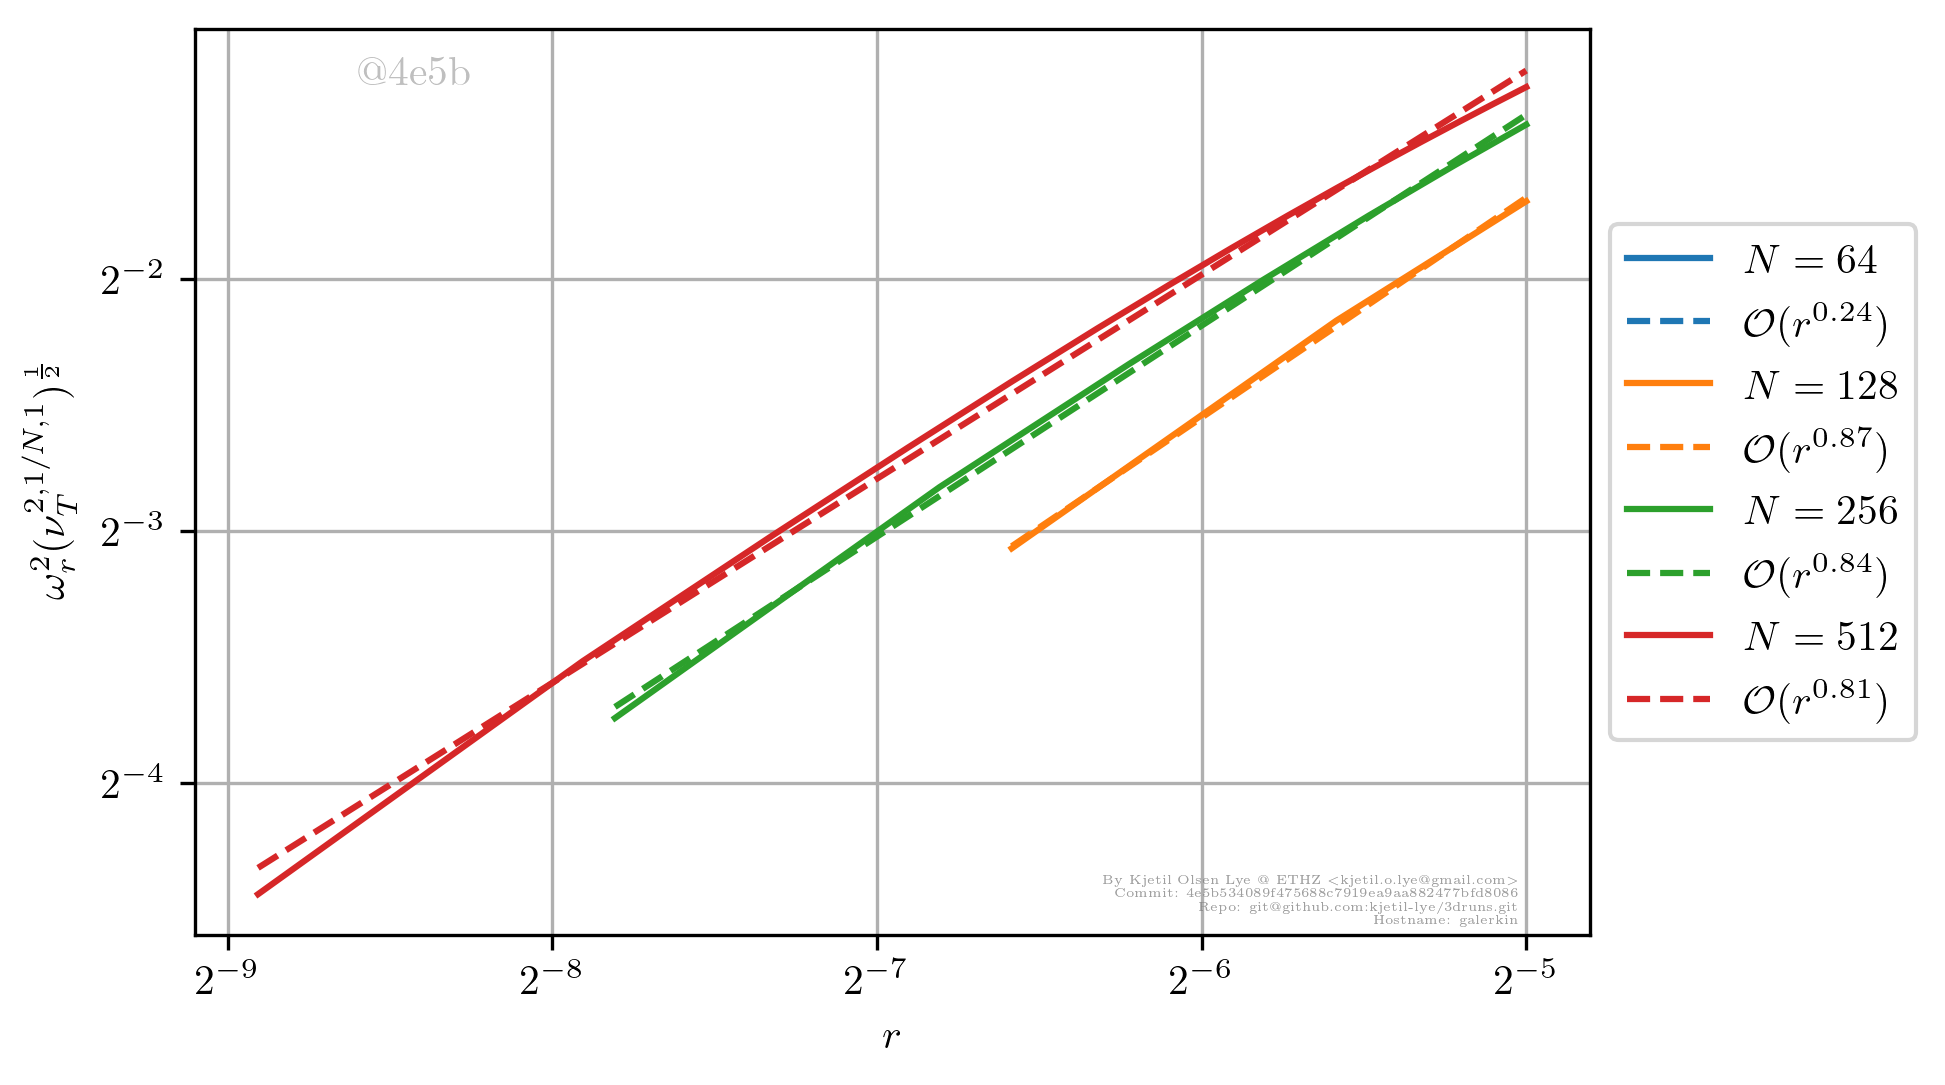 @4e5b
2^{-2}
2^{-3}
2^{-4}
ω_r^2(ν_T^{2,1/N,1})^{\frac{1}{2}}
2^{-9} 2^{-8} 2^{-7} 2^{-6} 2^{-5}
r
By Kjetil Olsen Lye @ ETHZ <kjetil.o.lye@gmail.com>
Commit: 4e5b534089f475688c7919ea9aa882477bfd8086
Repo: git@github.com:kjetil-lye/3druns.git
Hostname: galerkin
N = 64
𝒪(r^{0.24})
N = 128
𝒪(r^{0.87})
N = 256
𝒪(r^{0.84})
N = 512
𝒪(r^{0.81})